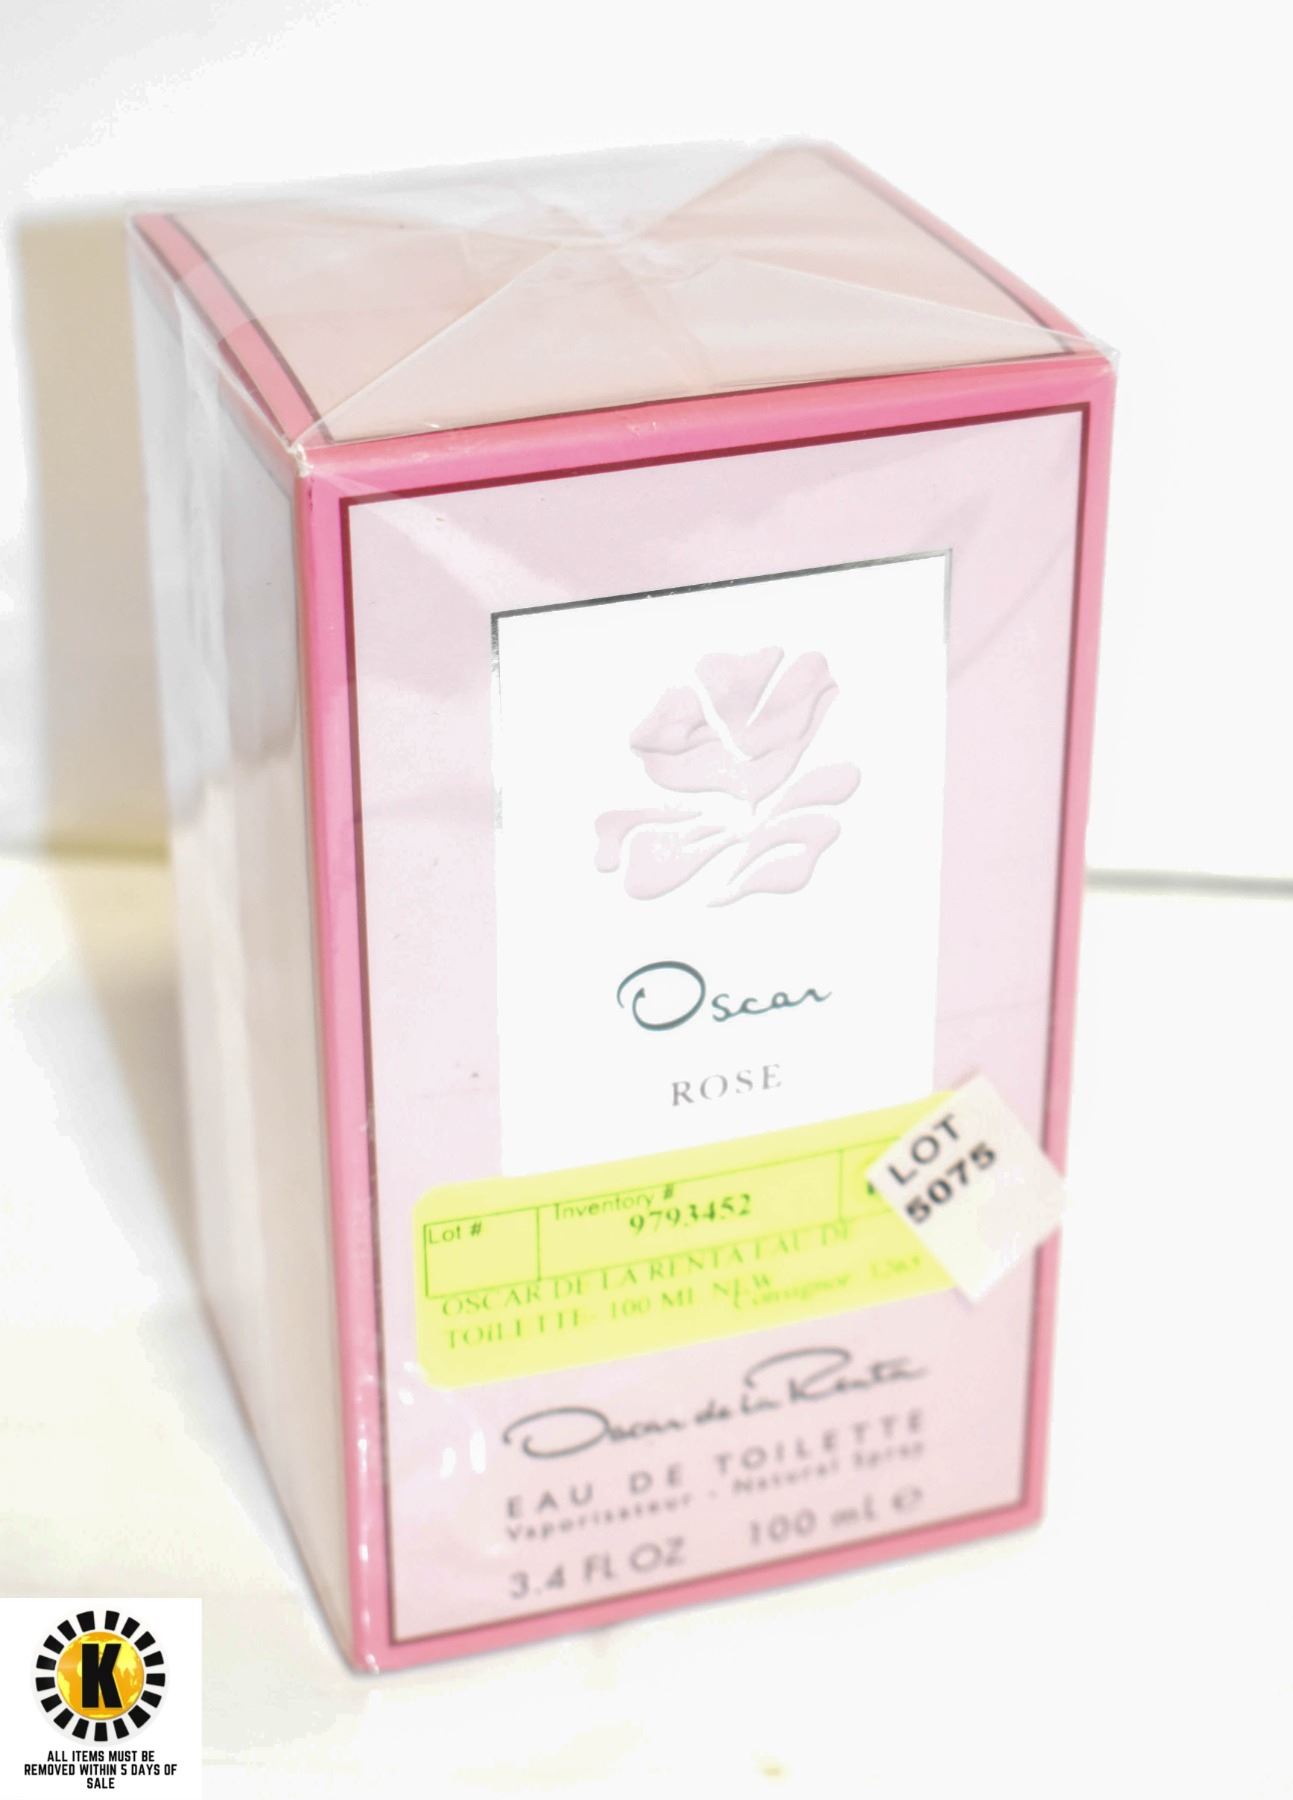 Oscar
ROSE
LOT
5075
Lot #
Inventory #
9793452
OSCAR DE LA RENTA EAU DE
TOILETTE- 100 ML NEW
Consignor
Oscar de la Renta
EAU DE TOILETTE
Vaporisateur - Natural Spray
3.4 FL OZ 100 mL e
K
ALL ITEMS MUST BE
REMOVED WITHIN 5 DAYS OF
SALE